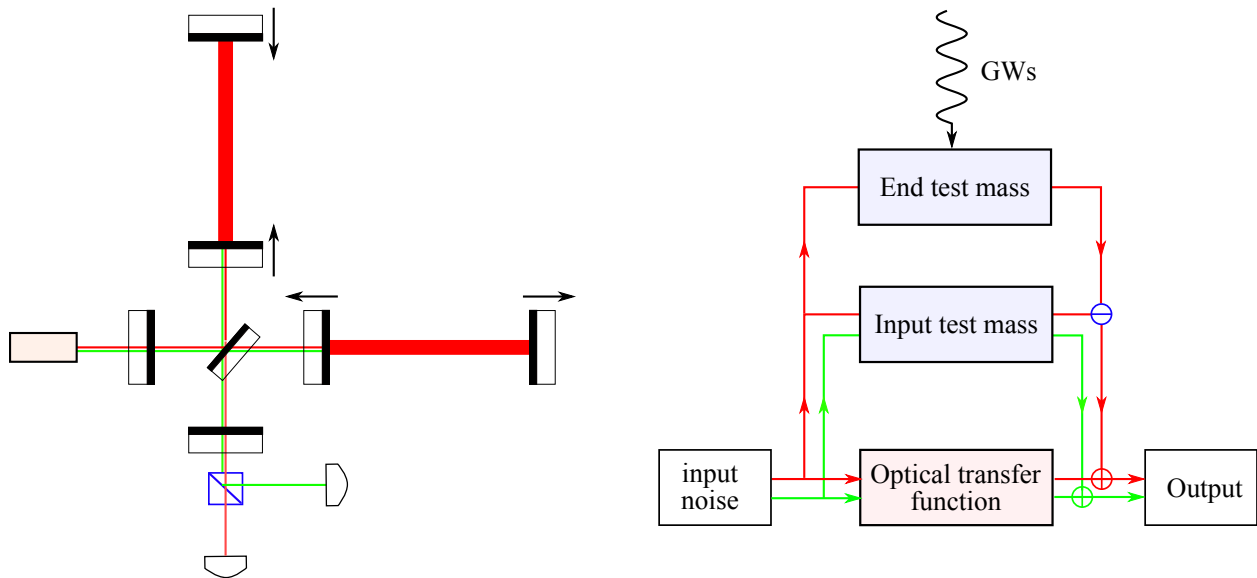 GWs
End test mass
Input test mass
input
noise
Optical transfer
function
Output